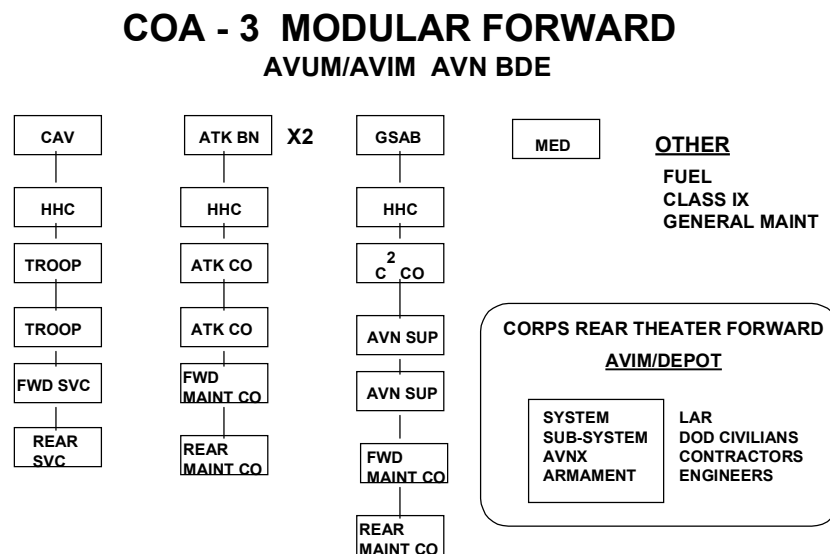 COA - 3 MODULAR FORWARD
AVUM/AVIM AVN BDE
CAV
HHC
TROOP
TROOP
FWD SVC
REAR
SVC
ATK BN X2
HHC
ATK CO
ATK CO
FWD
MAINT CO
REAR
MAINT CO
GSAB
HHC
C2 CO
AVN SUP
AVN SUP
FWD
MAINT CO
REAR
MAINT CO
MED
OTHER
FUEL
CLASS IX
GENERAL MAINT
CORPS REAR THEATER FORWARD
AVIM/DEPOT
SYSTEM
SUB-SYSTEM
AVNX
ARMAMENT
LAR
DOD CIVILIANS
CONTRACTORS
ENGINEERS